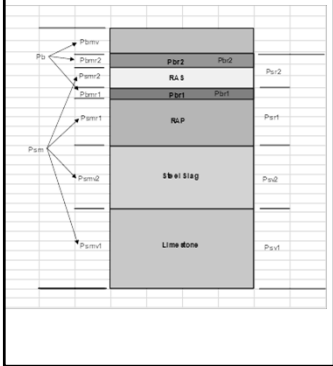 Pbmv
Pb Pbmr2 Pbr2 Pbr2
Psmr2 RAS Psr2
Pbmr1 Pbr1 Pbr1
Psmr1 RAP Psr1
Psm
Psmv2 Steel Slag Psv2
Psmv1 Limestone Psv1